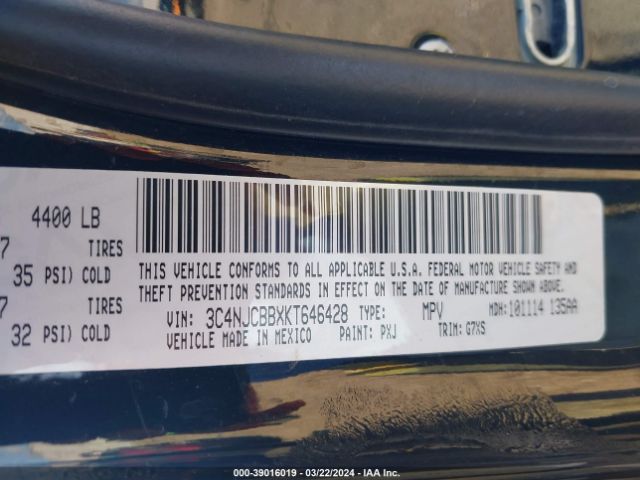 4400 LB
7 TIRES
35 PSI) COLD
7 TIRES
32 PSI) COLD
THIS VEHICLE CONFORMS TO ALL APPLICABLE U.S.A. FEDERAL MOTOR VEHICLE SAFETY AND
THEFT PREVENTION STANDARDS IN EFFECT ON THE DATE OF MANUFACTURE SHOWN ABOVE.
VIN: 3C4NJCBBXKT646428 TYPE: MPV MDH:101114 135AA
VEHICLE MADE IN MEXICO PAINT: PXJ TRIM: G7XS
000-39016019 - 03/22/2024 - IAA Inc.